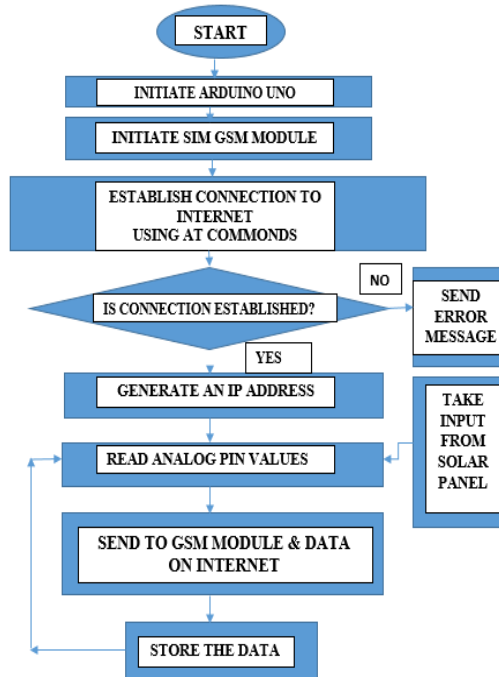 START
INITIATE ARDUINO UNO
INITIATE SIM GSM MODULE
ESTABLISH CONNECTION TO
INTERNET
USING AT COMMONDS
NO
IS CONNECTION ESTABLISHED?
SEND
ERROR
MESSAGE
YES
GENERATE AN IP ADDRESS
TAKE
INPUT
FROM
SOLAR
PANEL
READ ANALOG PIN VALUES
SEND TO GSM MODULE & DATA
ON INTERNET
STORE THE DATA